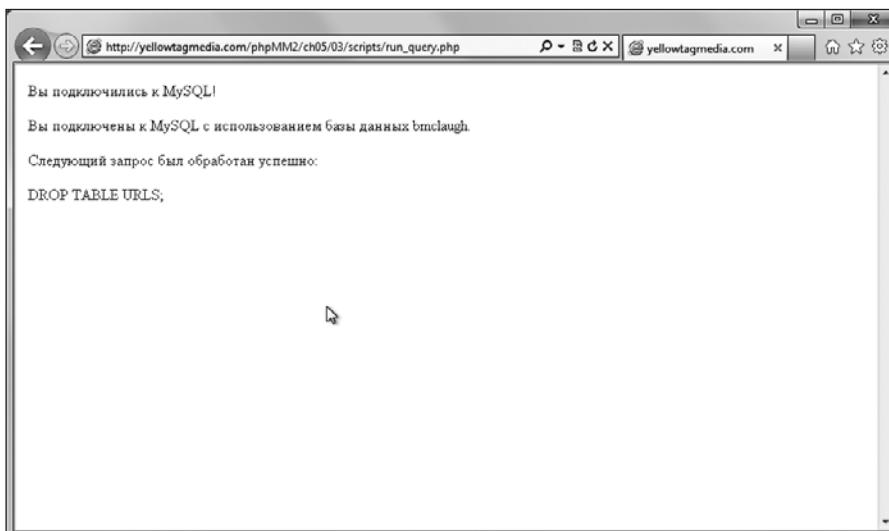 http://yellowtagmedia.com/phpMM2/ch05/03/scripts/run_query.php
yellowtagmedia.com
Вы подключились к MySQL!
Вы подключены к MySQL с использованием базы данных bmclaugh.
Следующий запрос был обработан успешно:
DROP TABLE URLS;